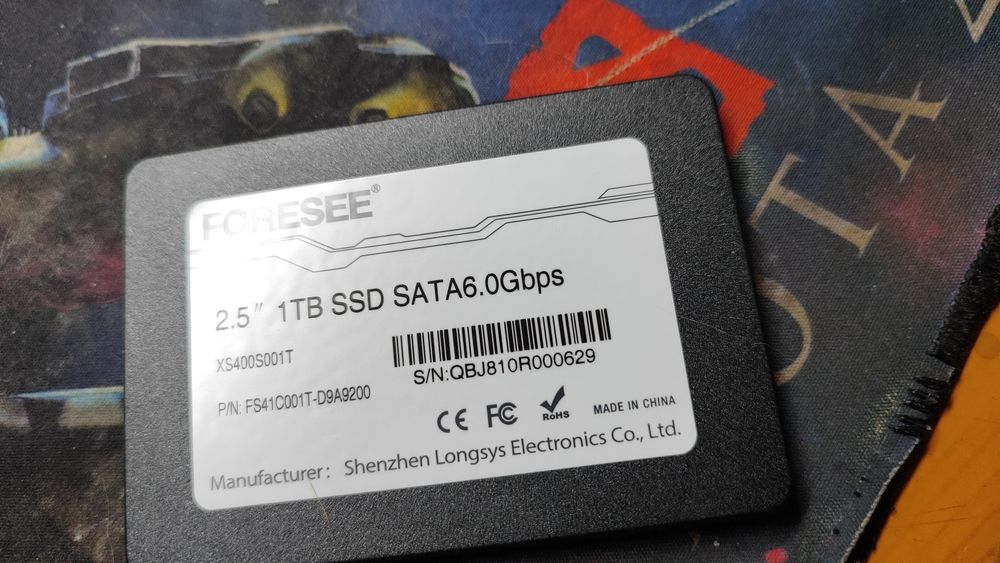 FORESEE®
2.5" 1TB SSD SATA6.0Gbps
XS400S001T
S/N:QBJ810R000629
P/N: FS41C001T-D9A9200
CE FC RoHS MADE IN CHINA
Manufacturer: Shenzhen Longsys Electronics Co., Ltd.
OTA